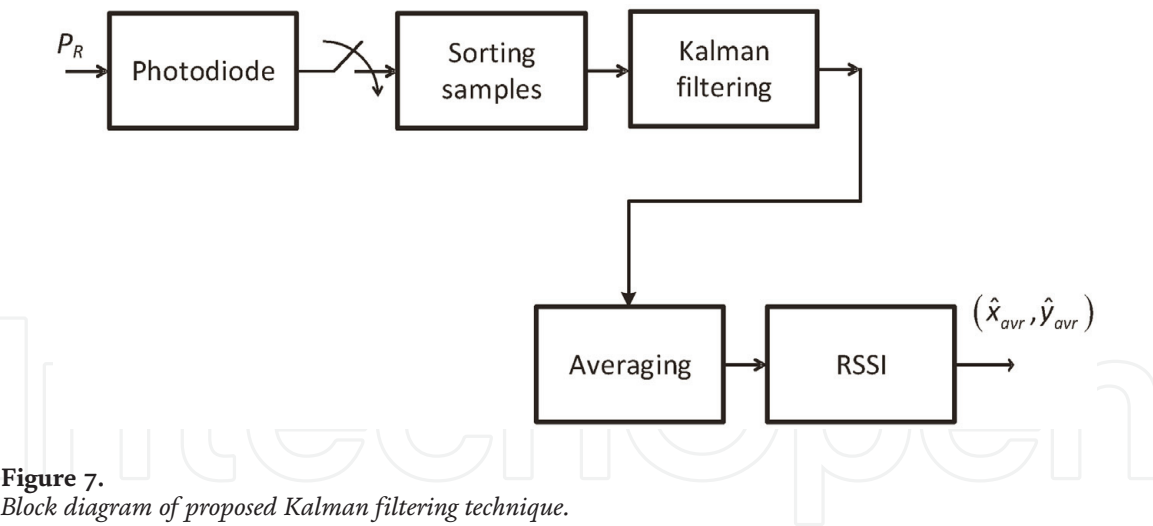 P_R
Photodiode
Sorting
samples
Kalman
filtering
Averaging
RSSI
(x̂_avr, ŷ_avr)
Intechopen
Figure 7.
Block diagram of proposed Kalman filtering technique.